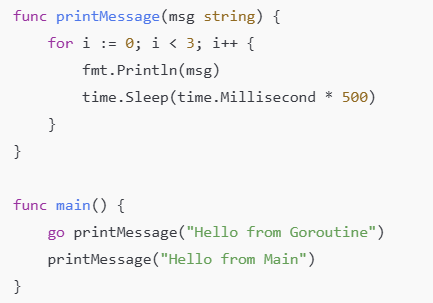 func printMessage(msg string) {
    for i := 0; i < 3; i++ {
        fmt.Println(msg)
        time.Sleep(time.Millisecond * 500)
    }
}

func main() {
    go printMessage("Hello from Goroutine")
    printMessage("Hello from Main")
}